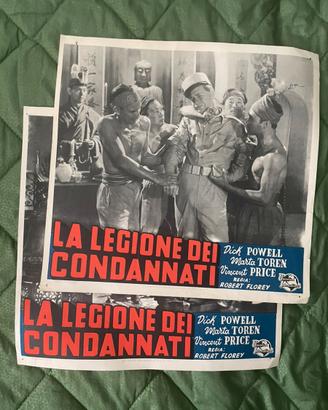 LA LEGIONE DEI
CONDANNATI
Dick POWELL
Marta TOREN
Vincent PRICE
REGIA:
ROBERT FLOREY
LA LEGIONE DEI
CONDANNATI
Dick POWELL
Marta TOREN
Vincent PRICE
REGIA:
ROBERT FLOREY